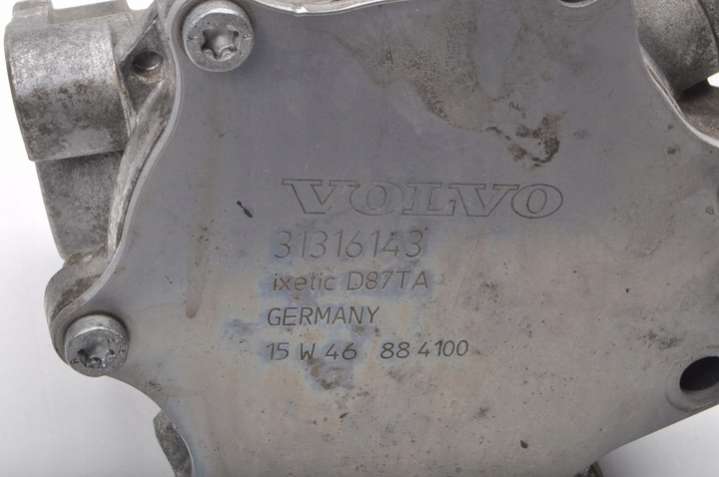 VOLVO
31316143
ixetic D87TA
GERMANY
15 W 46 88 4100